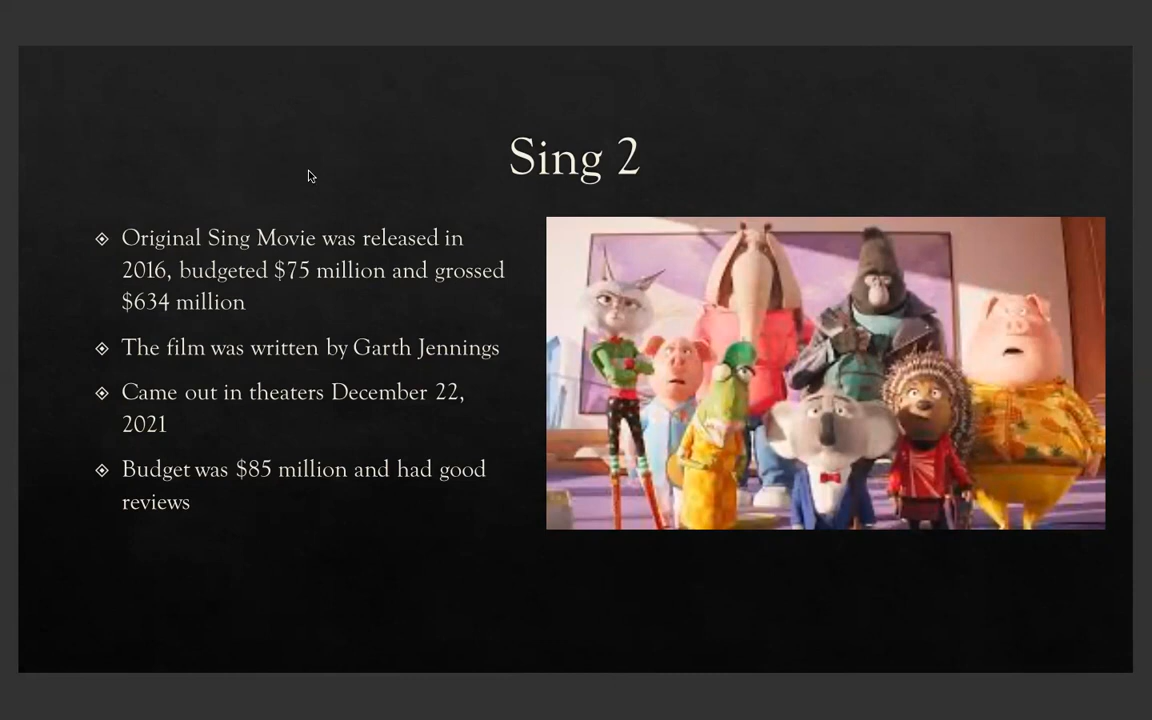 Sing 2
Original Sing Movie was released in
2016, budgeted $75 million and grossed
$634 million
The film was written by Garth Jennings
Came out in theaters December 22,
2021
Budget was $85 million and had good
reviews